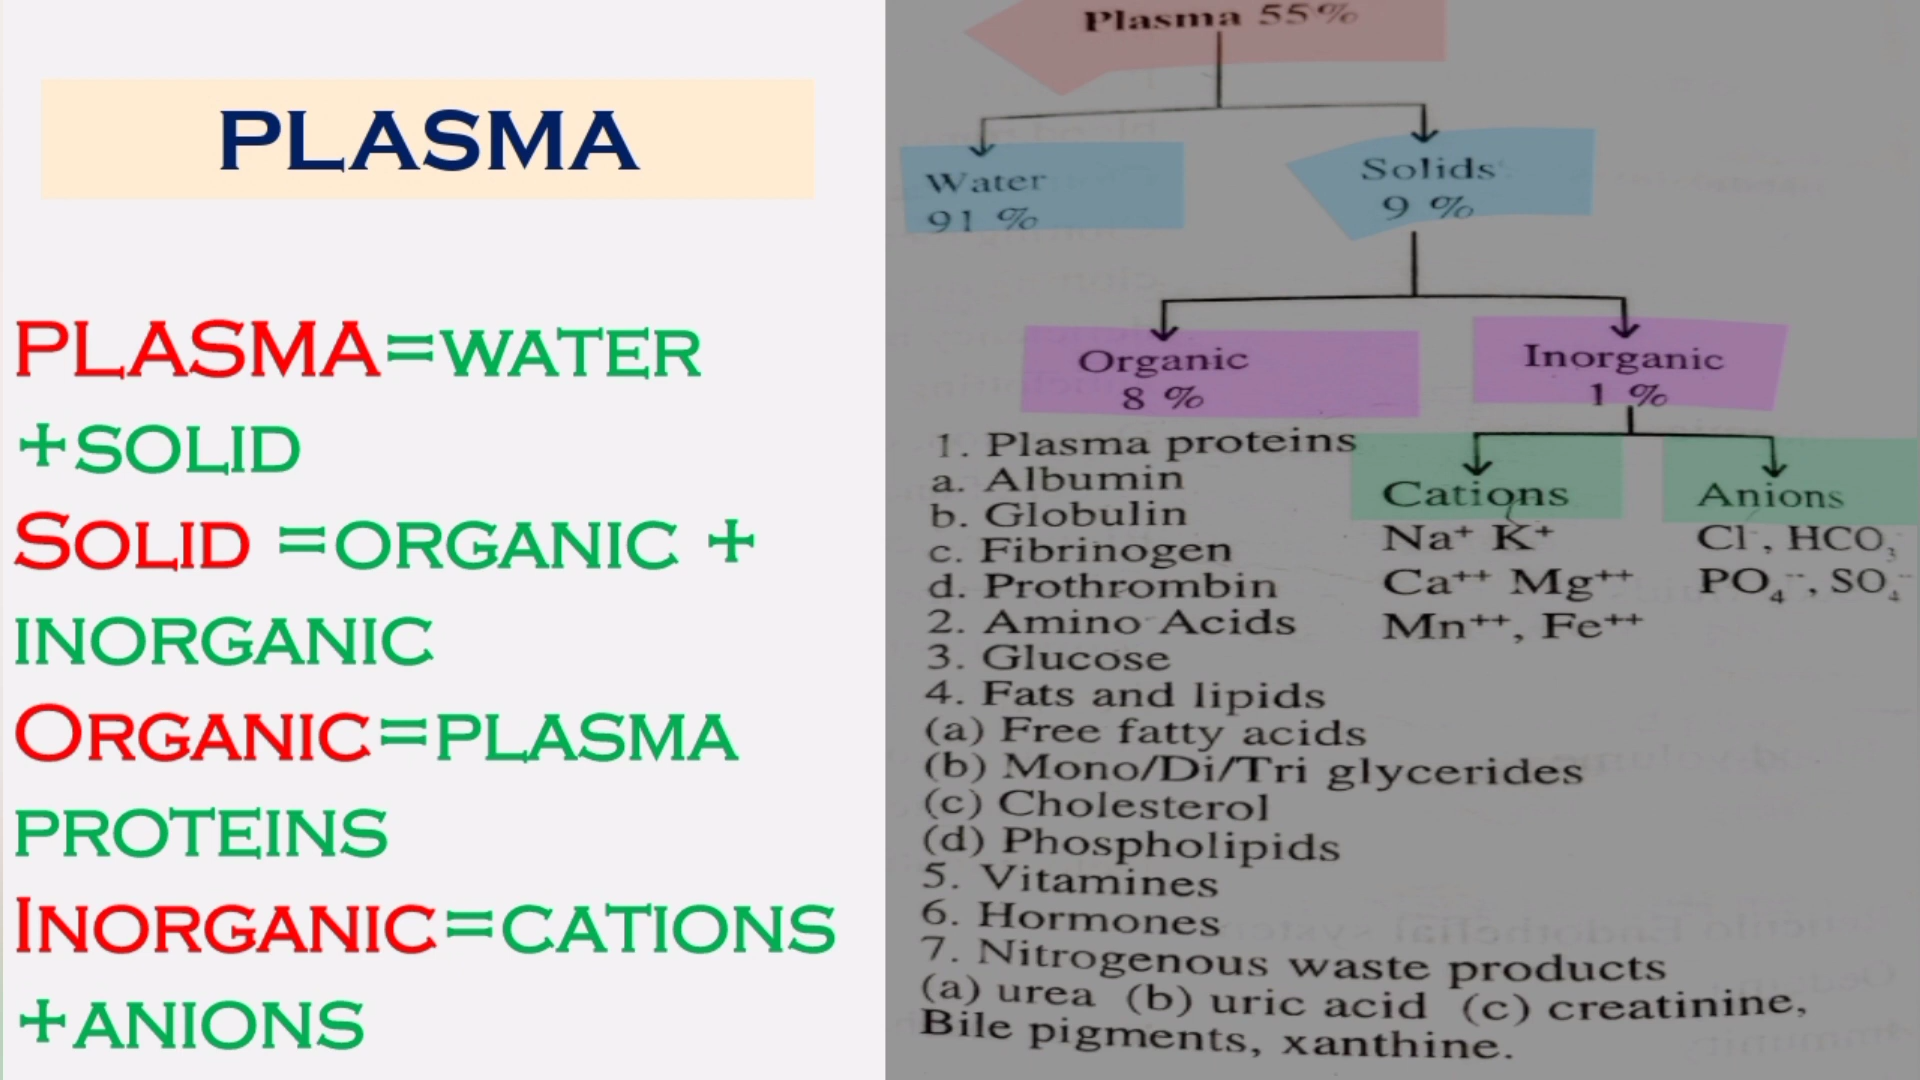 PLASMA
PLASMA=WATER
+SOLID
SOLID =ORGANIC +
INORGANIC
ORGANIC=PLASMA
PROTEINS
INORGANIC=CATIONS
+ANIONS
Plasma 55%
Water
91 %
Solids
9 %
Organic
8 %
Inorganic
1 %
1. Plasma proteins
a. Albumin
b. Globulin
c. Fibrinogen
d. Prothrombin
2. Amino Acids
3. Glucose
4. Fats and lipids
(a) Free fatty acids
(b) Mono/Di/Tri glycerides
(c) Cholesterol
(d) Phospholipids
5. Vitamines
6. Hormones
7. Nitrogenous waste products
(a) urea (b) uric acid (c) creatinine,
Bile pigments, xanthine.
Cations
Na⁺ K⁺
Ca⁺⁺ Mg⁺⁺
Mn⁺⁺, Fe⁺⁺
Anions
Cl⁻, HCO₃
PO₄⁻⁻, SO₄⁻⁻